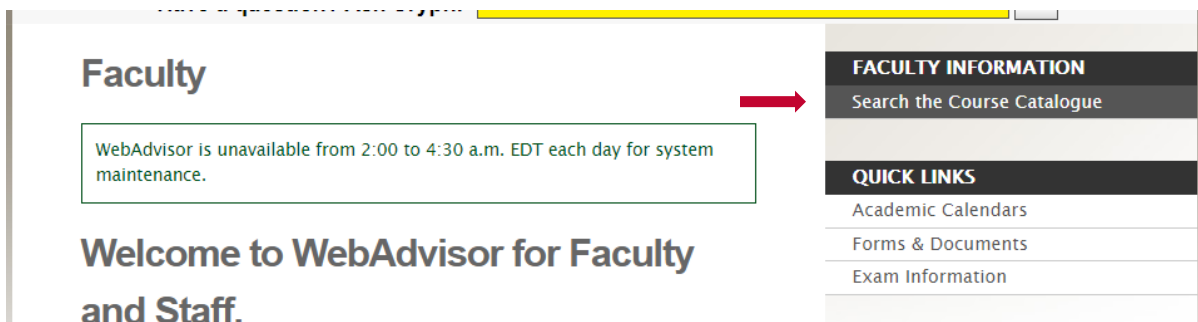 Faculty
WebAdvisor is unavailable from 2:00 to 4:30 a.m. EDT each day for system
maintenance.
Welcome to WebAdvisor for Faculty
and Staff.
FACULTY INFORMATION
Search the Course Catalogue
QUICK LINKS
Academic Calendars
Forms & Documents
Exam Information